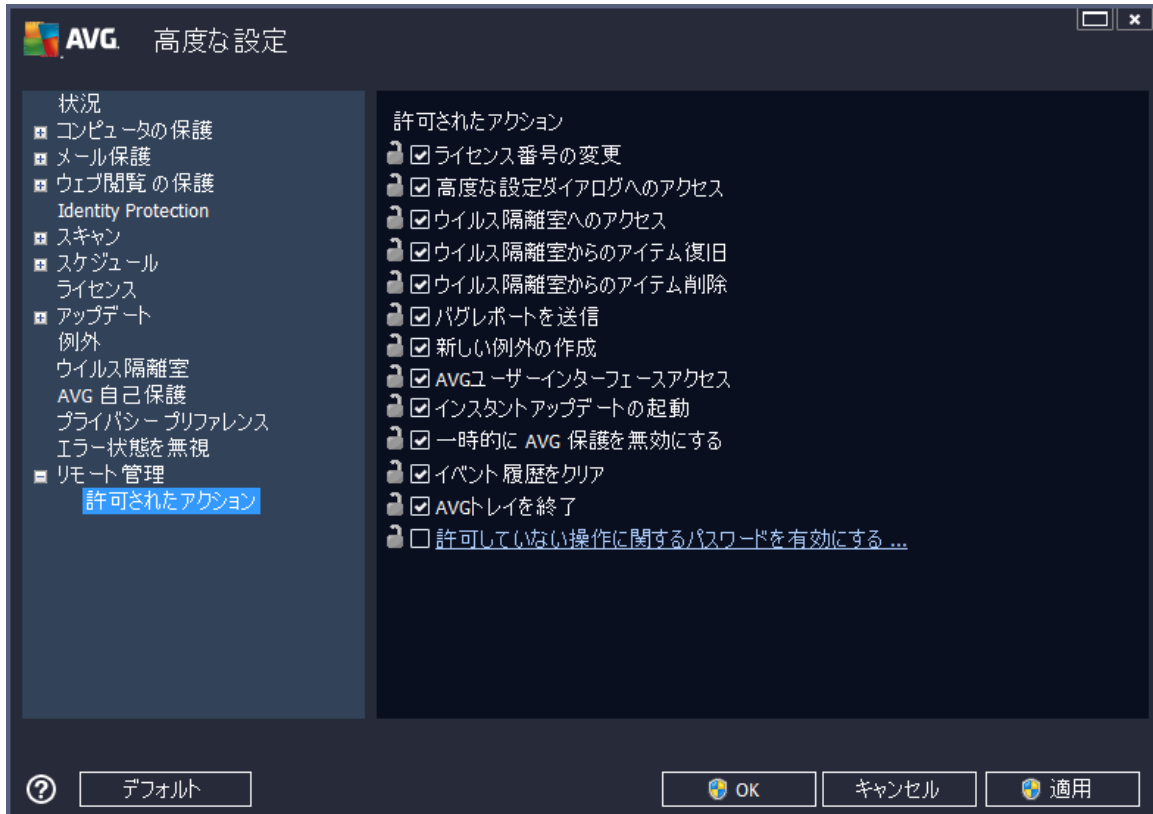 AVG. 高度な設定
状況
コンピュータの保護
メール保護
ウェブ閲覧 の保護
Identity Protection
スキャン
スケジュール
ライセンス
アップデート
例外
ウイルス隔離室
AVG 自己保護
プライバシー プリファレンス
エラー状態を無視
リモート管理
許可されたアクション
許可されたアクション
ライセンス番号の変更
高度な設定ダイアログへのアクセス
ウイルス隔離室へのアクセス
ウイルス隔離室からのアイテム復旧
ウイルス隔離室からのアイテム削除
バグレポートを送信
新しい例外の作成
AVGユーザーインターフェースアクセス
インスタントアップデートの起動
一時的に AVG 保護を無効にする
イベント履歴をクリア
AVGトレイを終了
許可していない操作に関するパスワードを有効にする ...
デフォルト
OK
キャンセル
適用